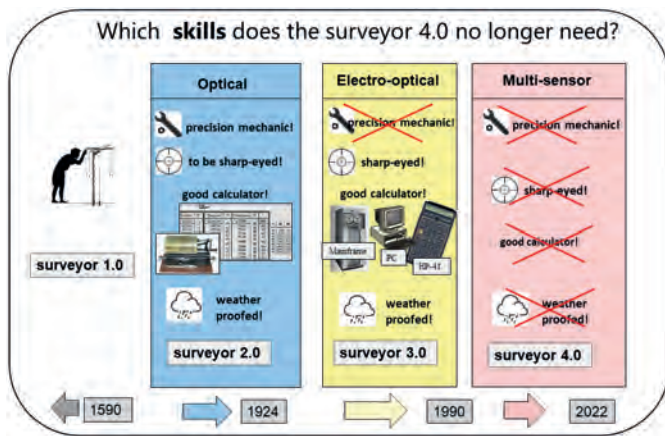 Which skills does the surveyor 4.0 no longer need?
Optical
precision mechanic!
to be sharp-eyed!
good calculator!
weather
proofed!
surveyor 2.0
Electro-optical
precision mechanic!
sharp-eyed!
good calculator!
Mainframe
PC
HP-41
weather
proofed!
surveyor 3.0
Multi-sensor
precision mechanic!
sharp-eyed!
good calculator!
weather
proofed!
surveyor 4.0
surveyor 1.0
1590
1924
1990
2022